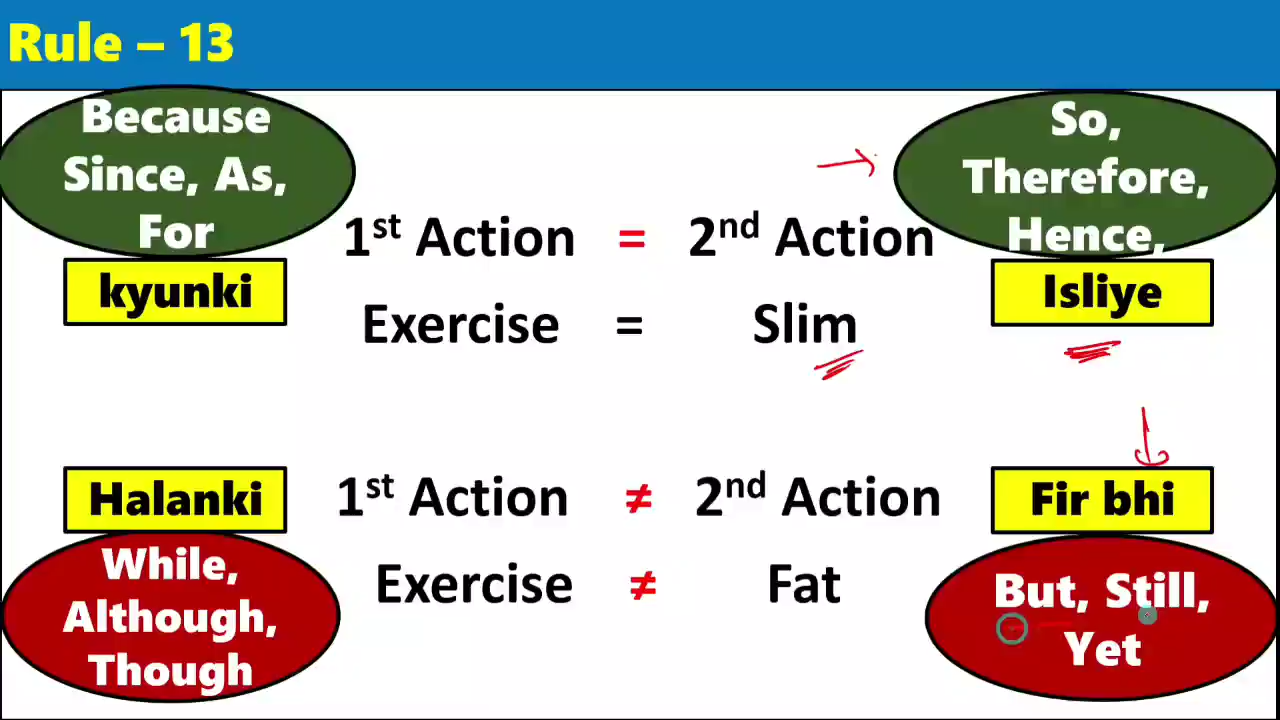 Rule – 13
Because
Since, As,
For
kyunki
1st Action = 2nd Action
Exercise = Slim
So,
Therefore,
Hence,
Isliye
Halanki
While,
Although,
Though
1st Action ≠ 2nd Action
Exercise ≠ Fat
Fir bhi
But, Still,
Yet